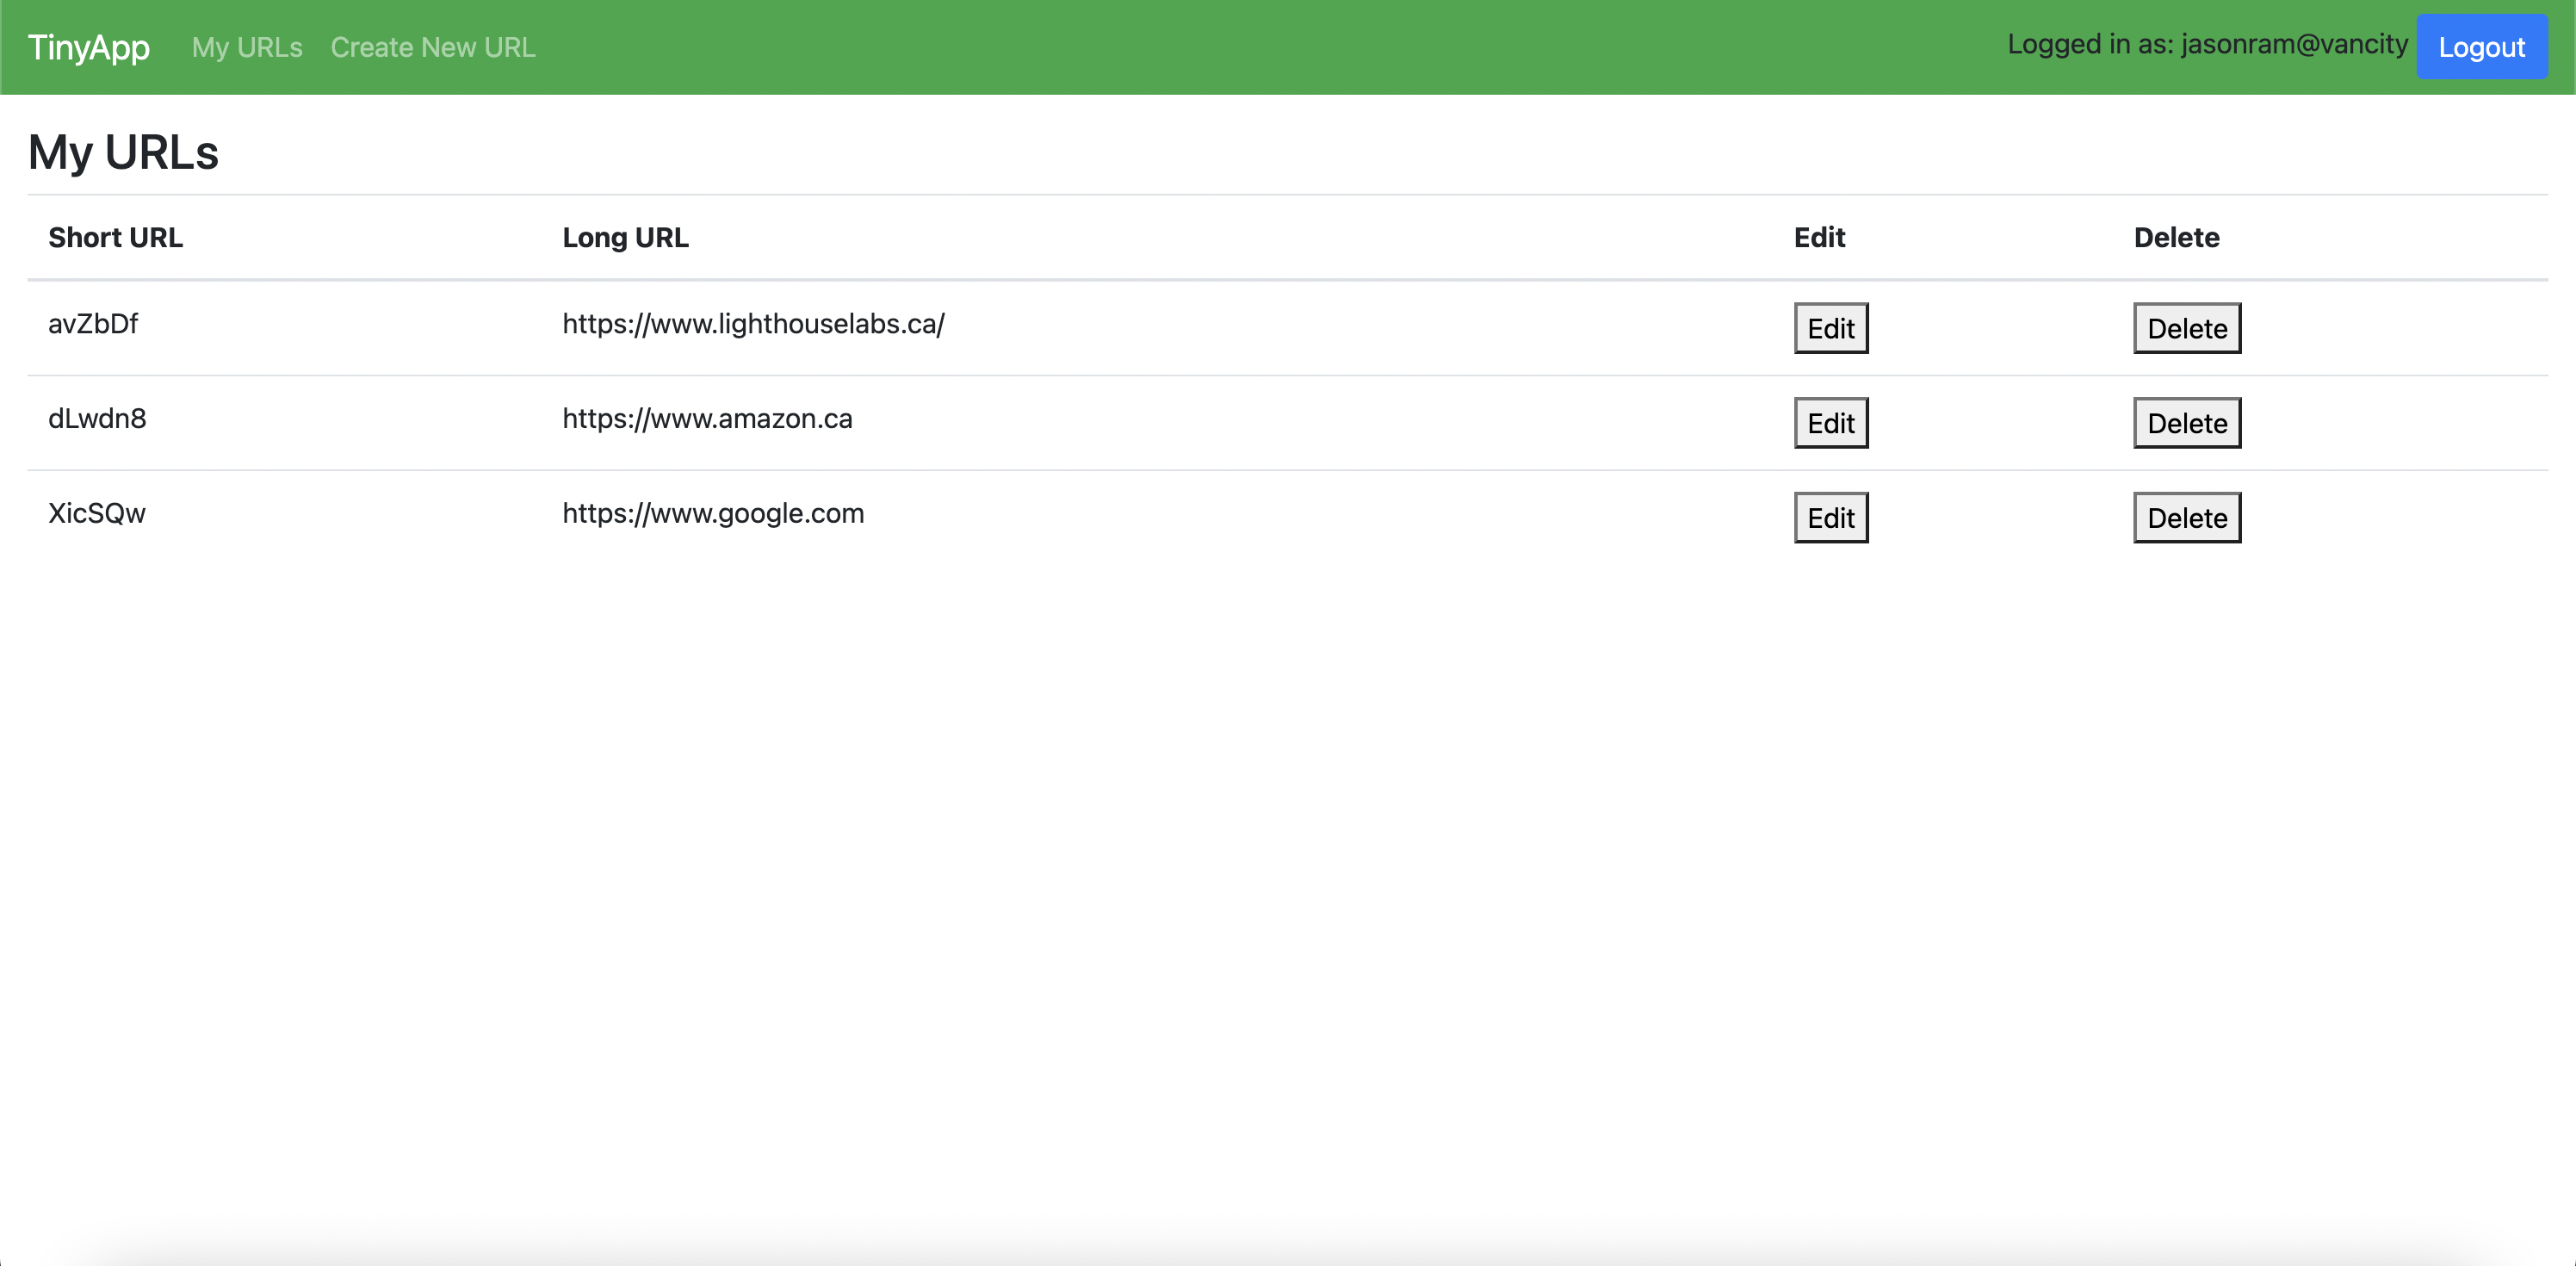 TinyApp My URLs Create New URL Logged in as: jasonram@vancity Logout
My URLs
Short URL Long URL Edit Delete
avZbDf https://www.lighthouselabs.ca/ Edit Delete
dLwdn8 https://www.amazon.ca Edit Delete
XicSQw https://www.google.com Edit Delete